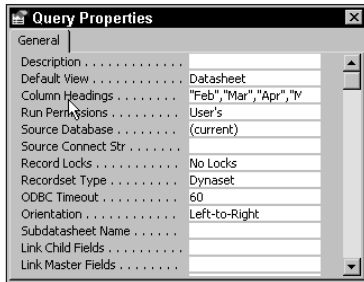 Query Properties
General
Description . . . . . . . . . . . . .
Default View . . . . . . . . . . . Datasheet
Column Headings . . . . . . . . "Feb","Mar","Apr","M
Run Permissions . . . . . . . . User's
Source Database . . . . . . . . (current)
Source Connect Str . . . . . . .
Record Locks . . . . . . . . . . No Locks
Recordset Type . . . . . . . . . Dynaset
ODBC Timeout . . . . . . . . . . 60
Orientation . . . . . . . . . . . . Left-to-Right
Subdatasheet Name . . . . . .
Link Child Fields . . . . . . . . .
Link Master Fields . . . . . . . .